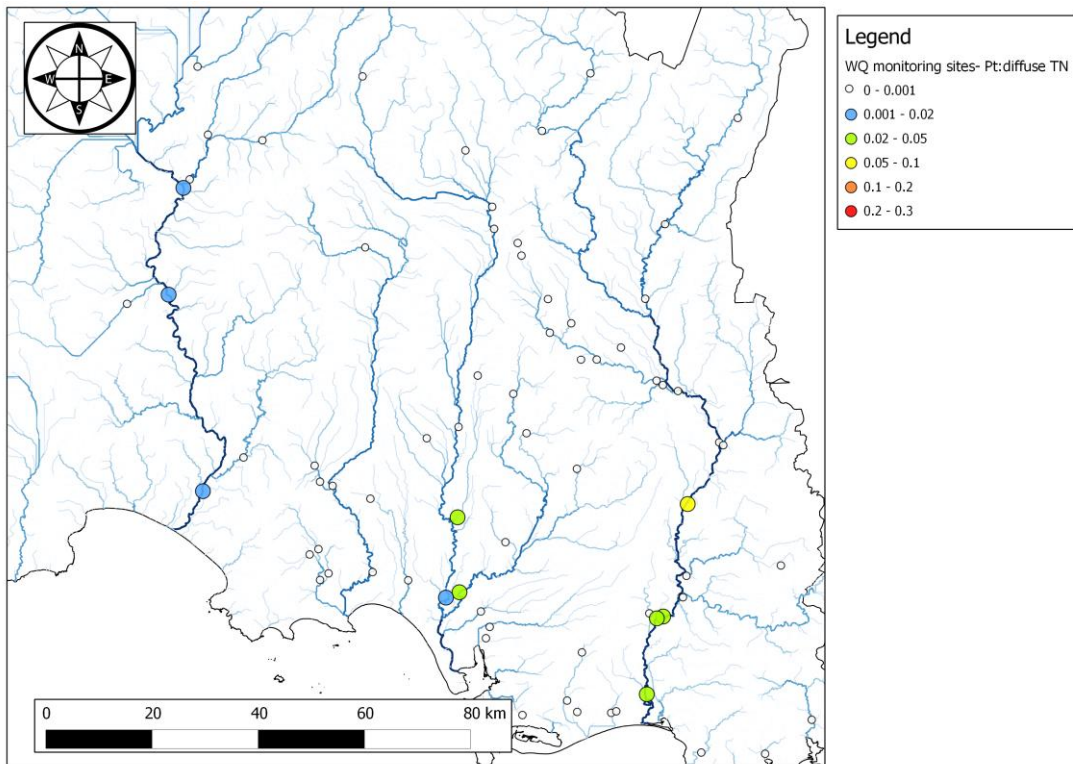 N
W E
S
Legend
WQ monitoring sites- Pt:diffuse TN
0 - 0.001
0.001 - 0.02
0.02 - 0.05
0.05 - 0.1
0.1 - 0.2
0.2 - 0.3
0 20 40 60 80 km